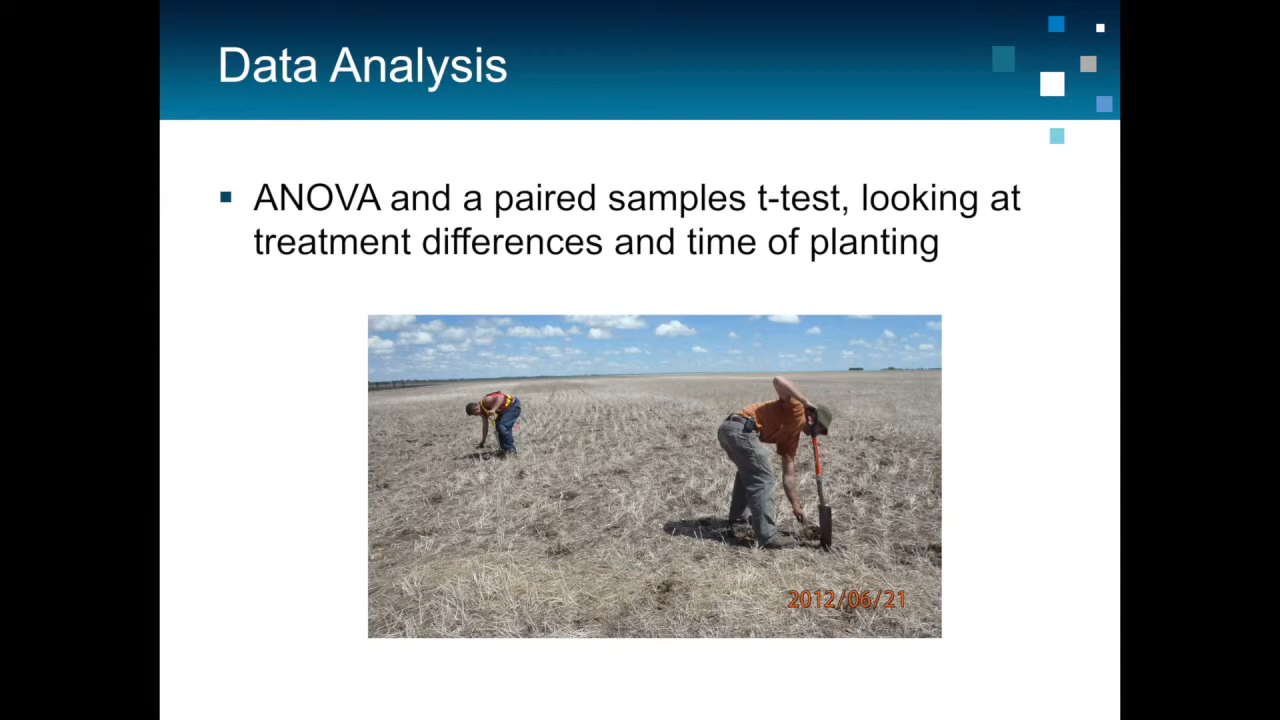 Data Analysis
ANOVA and a paired samples t-test, looking at
treatment differences and time of planting
2012/06/21